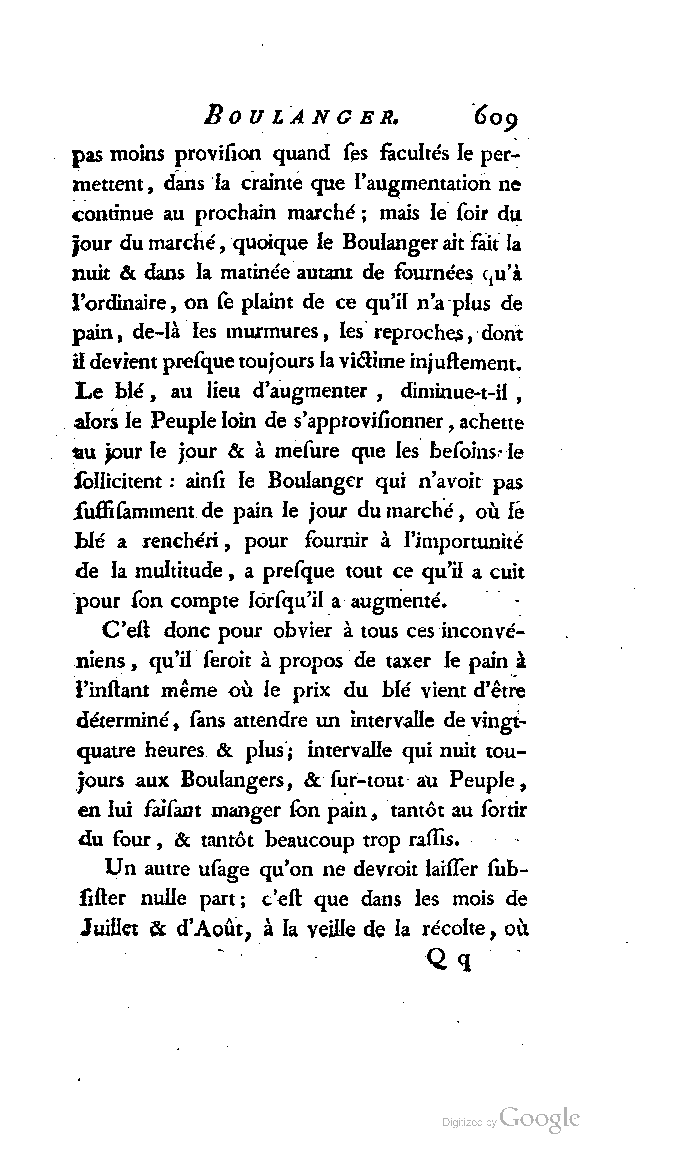 BOULANGER. 609
pas moins proviſion quand ſes facultés le per-
mettent, dans la crainte que l'augmentation ne
continue au prochain marché ; mais le ſoir du
jour du marché, quoique le Boulanger ait fait la
nuit & dans la matinée autant de fournées qu'à
l'ordinaire, on ſe plaint de ce qu'il n'a plus de
pain, de-là les murmures, les reproches, dont
il devient preſque toujours la victime injuſtement.
Le blé, au lieu d'augmenter, diminue-t-il,
alors le Peuple loin de s'approviſionner, achette
au jour le jour & à meſure que les beſoins le
ſollicitent : ainſi le Boulanger qui n'avoit pas
ſuffiſamment de pain le jour du marché, où le
blé a renchéri, pour fournir à l'importunité
de la multitude, a preſque tout ce qu'il a cuit
pour ſon compte lorſqu'il a augmenté.
C'eſt donc pour obvier à tous ces inconvé-
niens, qu'il ſeroit à propos de taxer le pain à
l'inſtant même où le prix du blé vient d'être
déterminé, ſans attendre un intervalle de vingt-
quatre heures & plus ; intervalle qui nuit tou-
jours aux Boulangers, & ſur-tout au Peuple,
en lui faiſant manger ſon pain, tantôt au ſortir
du four, & tantôt beaucoup trop raſſis.
Un autre uſage qu'on ne devroit laiſſer ſub-
ſiſter nulle part ; c'eſt que dans les mois de
Juillet & d'Août, à la veille de la récolte, où
Q q
Digitized by Google